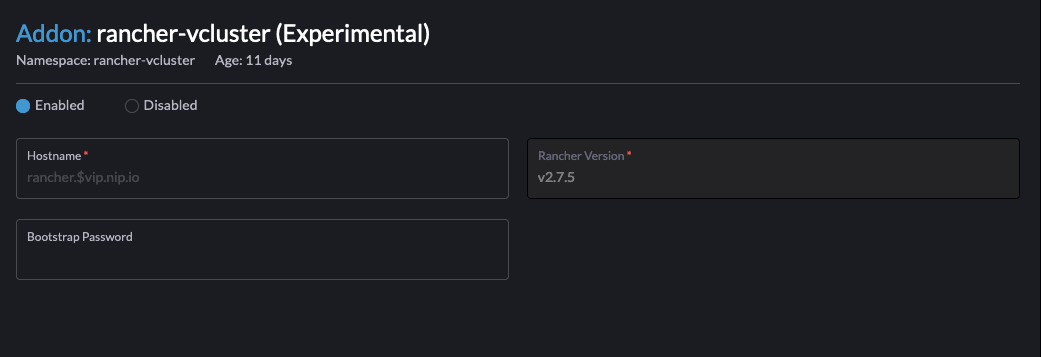 Addon: rancher-vcluster (Experimental)
Namespace: rancher-vcluster Age: 11 days
Enabled Disabled
Hostname * Rancher Version *
rancher.$vip.nip.io v2.7.5
Bootstrap Password